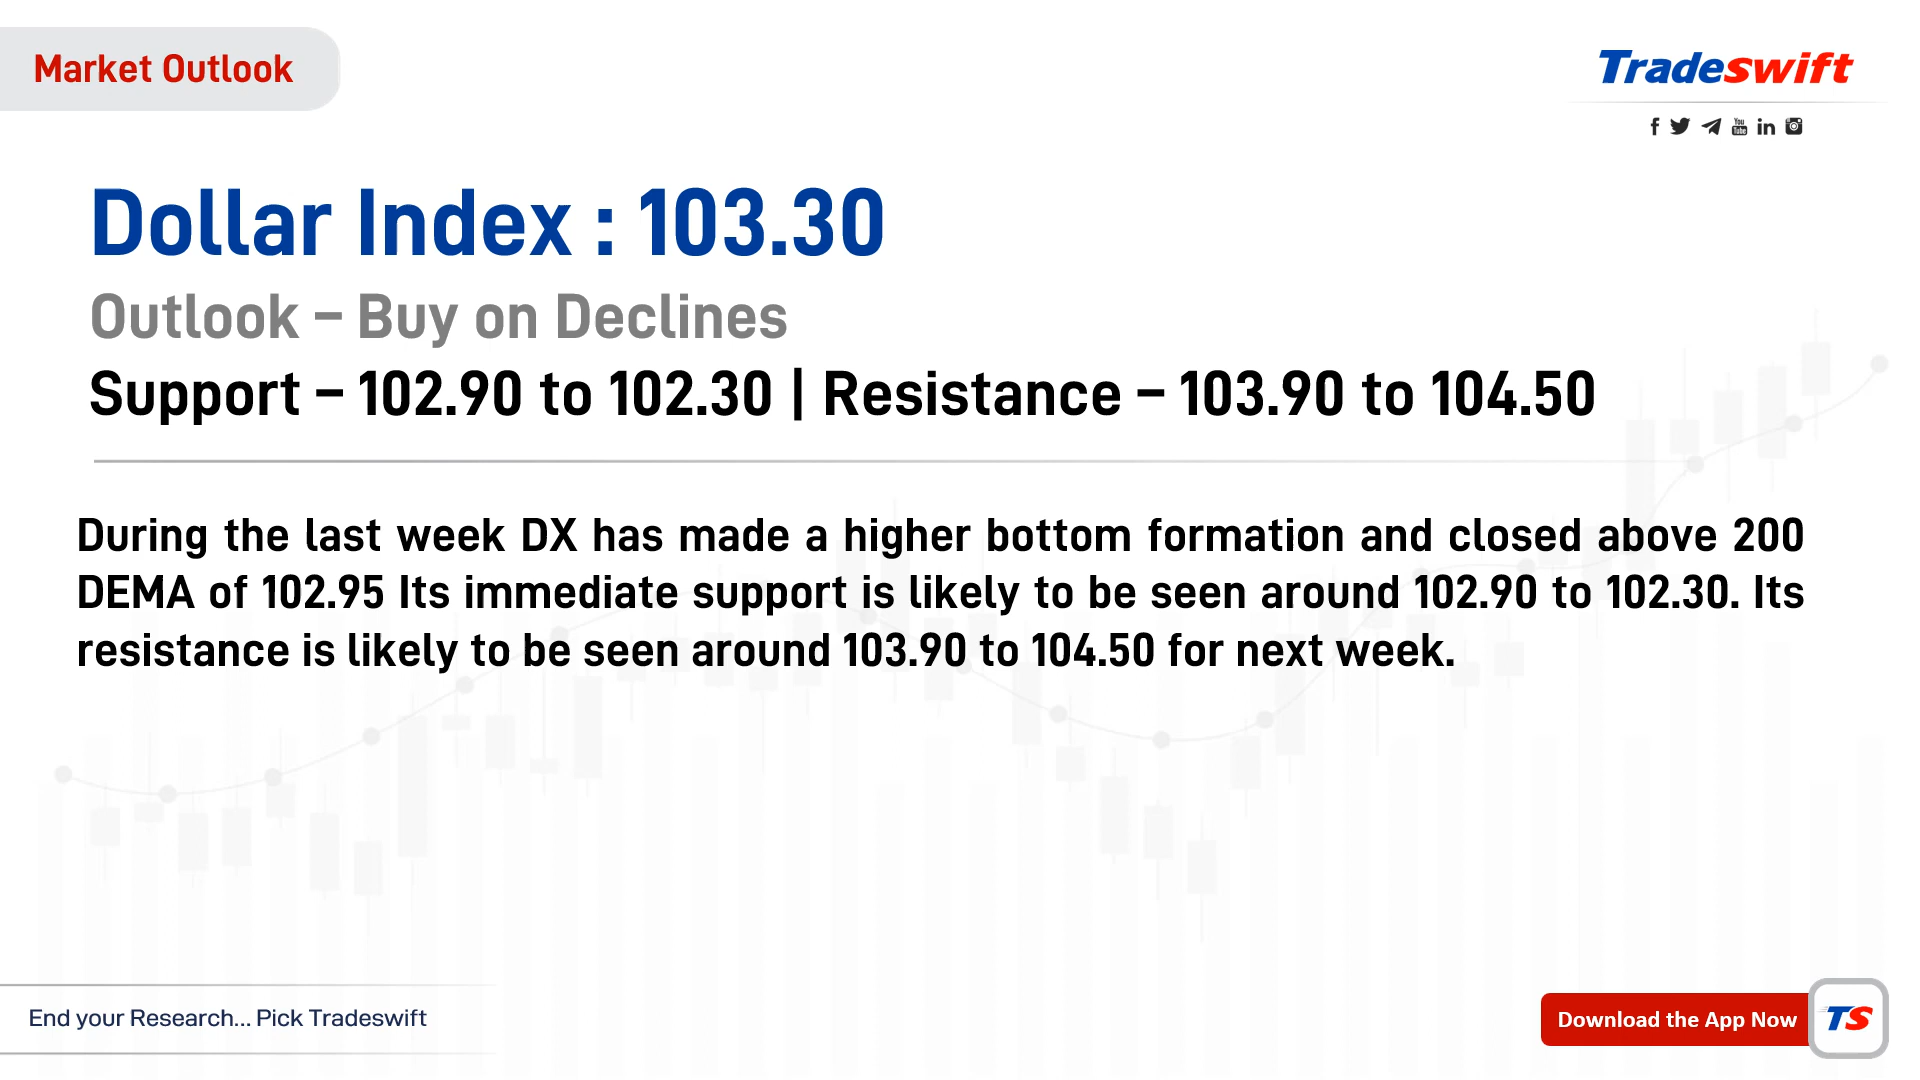 Market Outlook
Tradeswift
f You Tube in
Dollar Index : 103.30
Outlook – Buy on Declines
Support – 102.90 to 102.30 | Resistance – 103.90 to 104.50
During the last week DX has made a higher bottom formation and closed above 200
DEMA of 102.95 Its immediate support is likely to be seen around 102.90 to 102.30. Its
resistance is likely to be seen around 103.90 to 104.50 for next week.
End your Research... Pick Tradeswift
Download the App Now TS